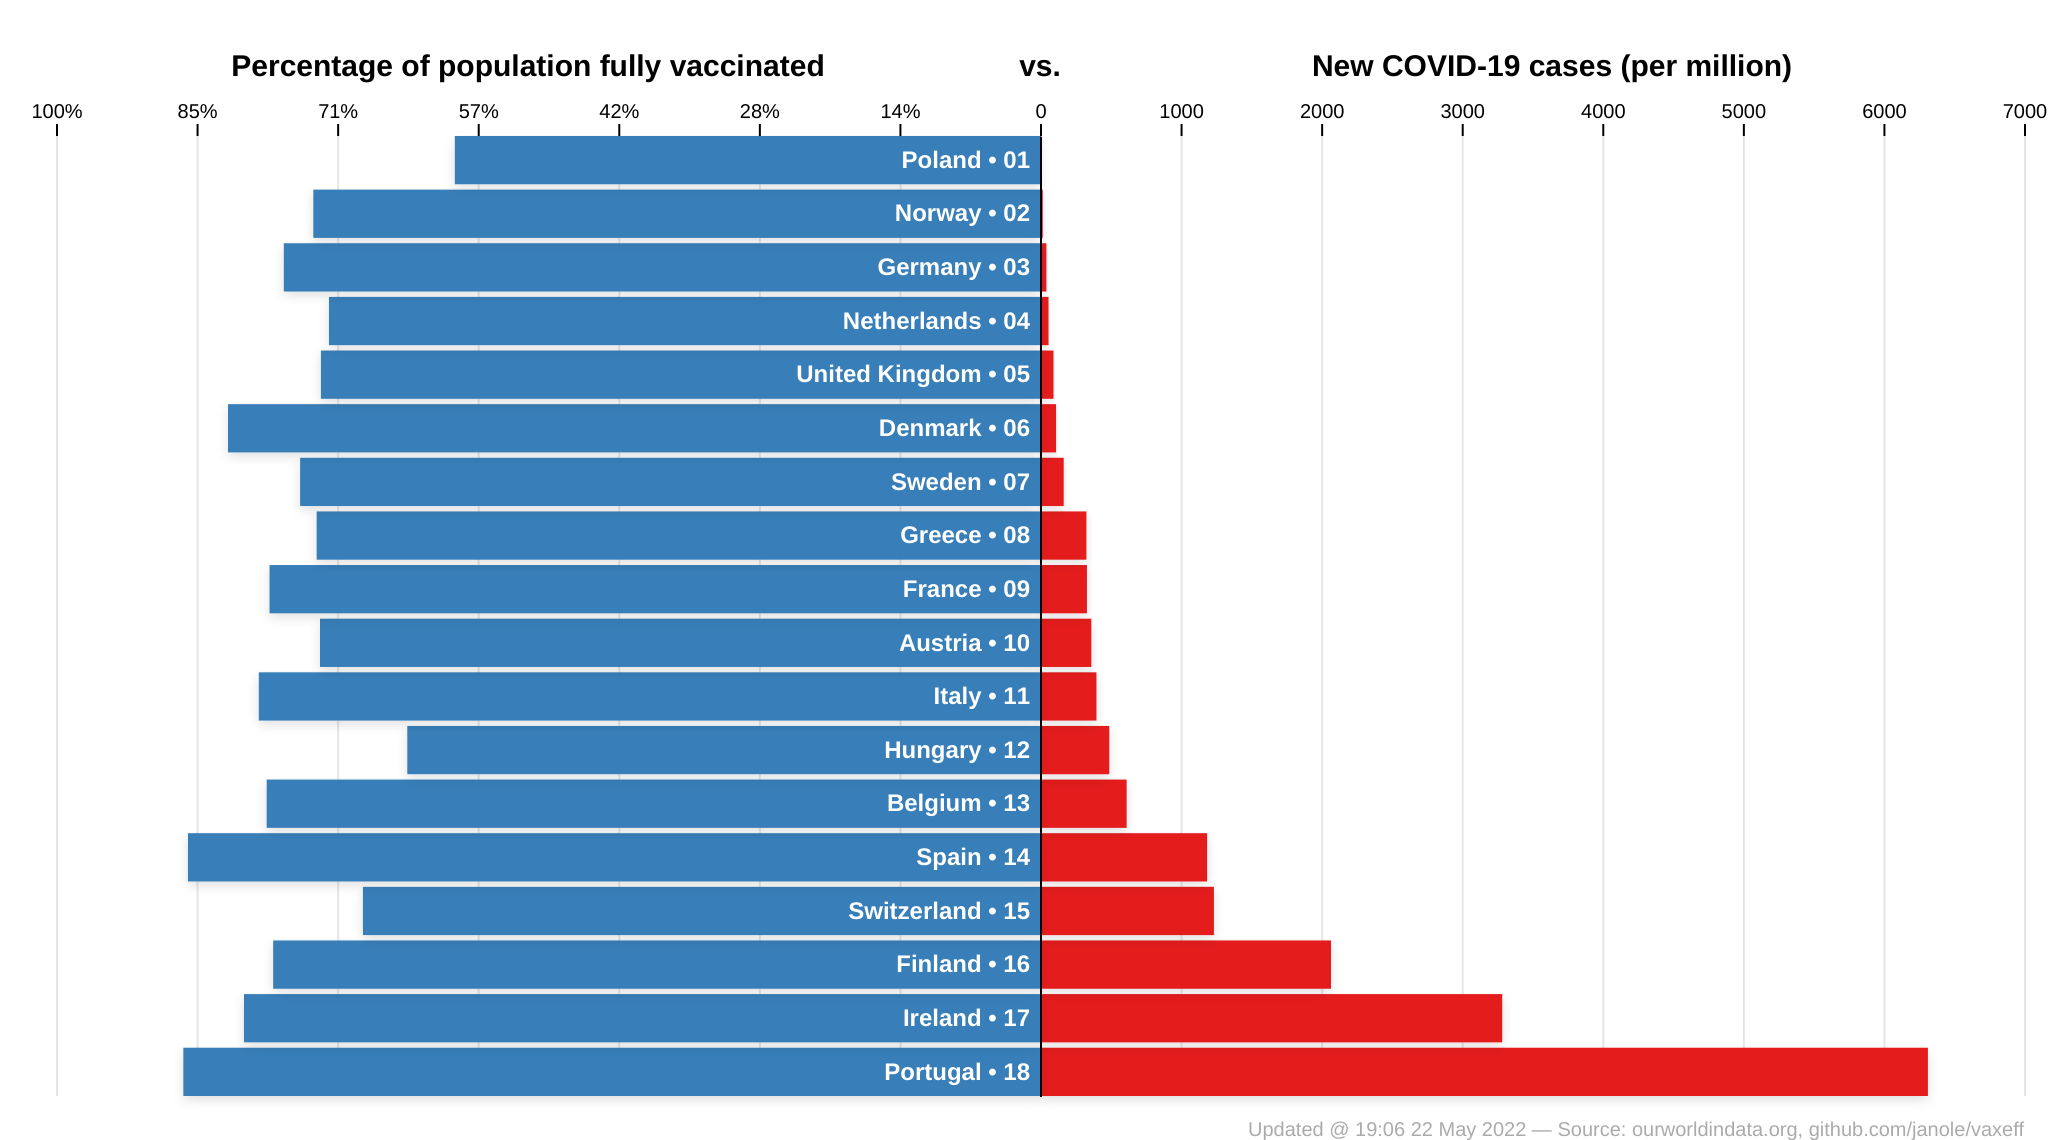 Percentage of population fully vaccinated vs. New COVID-19 cases (per million)
100% 85% 71% 57% 42% 28% 14% 0 1000 2000 3000 4000 5000 6000 7000
Poland • 01
Norway • 02
Germany • 03
Netherlands • 04
United Kingdom • 05
Denmark • 06
Sweden • 07
Greece • 08
France • 09
Austria • 10
Italy • 11
Hungary • 12
Belgium • 13
Spain • 14
Switzerland • 15
Finland • 16
Ireland • 17
Portugal • 18
Updated @ 19:06 22 May 2022 — Source: ourworldindata.org, github.com/janole/vaxeff